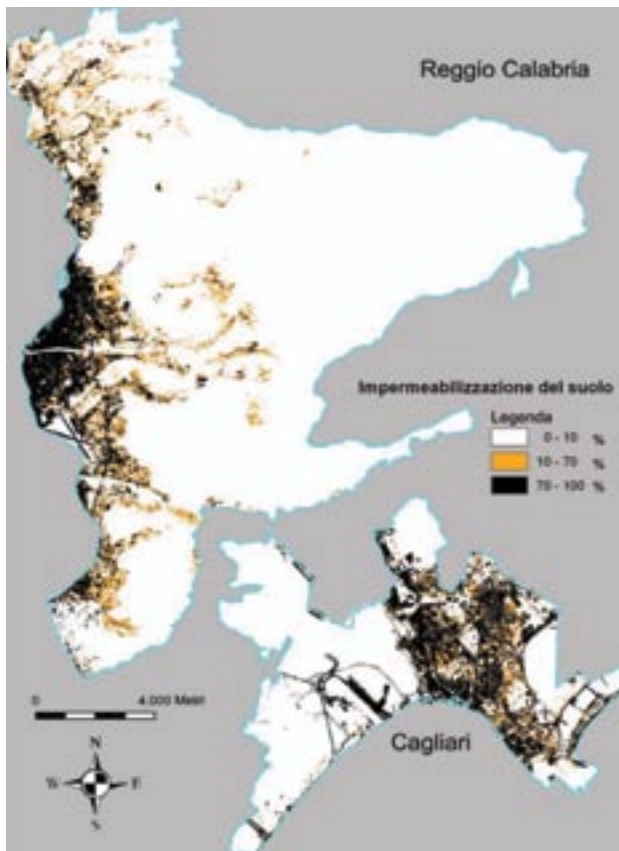 Reggio Calabria
Impermeabilizzazione del suolo
Legenda
0 - 10 %
10 - 70 %
70 - 100 %
0 4.000 Metri
N
W E
S
Cagliari